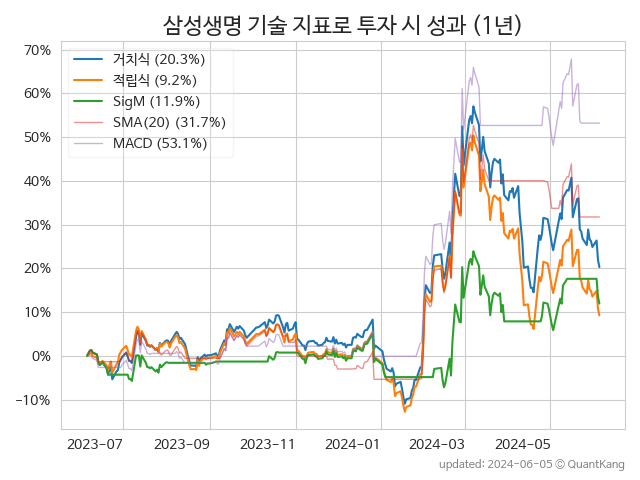 삼성생명 기술 지표로 투자 시 성과 (1년)
70%
60%
50%
40%
30%
20%
10%
0%
−10%
거치식 (20.3%)
적립식 (9.2%)
SigM (11.9%)
SMA(20) (31.7%)
MACD (53.1%)
2023-07
2023-09
2023-11
2024-01
2024-03
2024-05
updated: 2024-06-05 © QuantKang